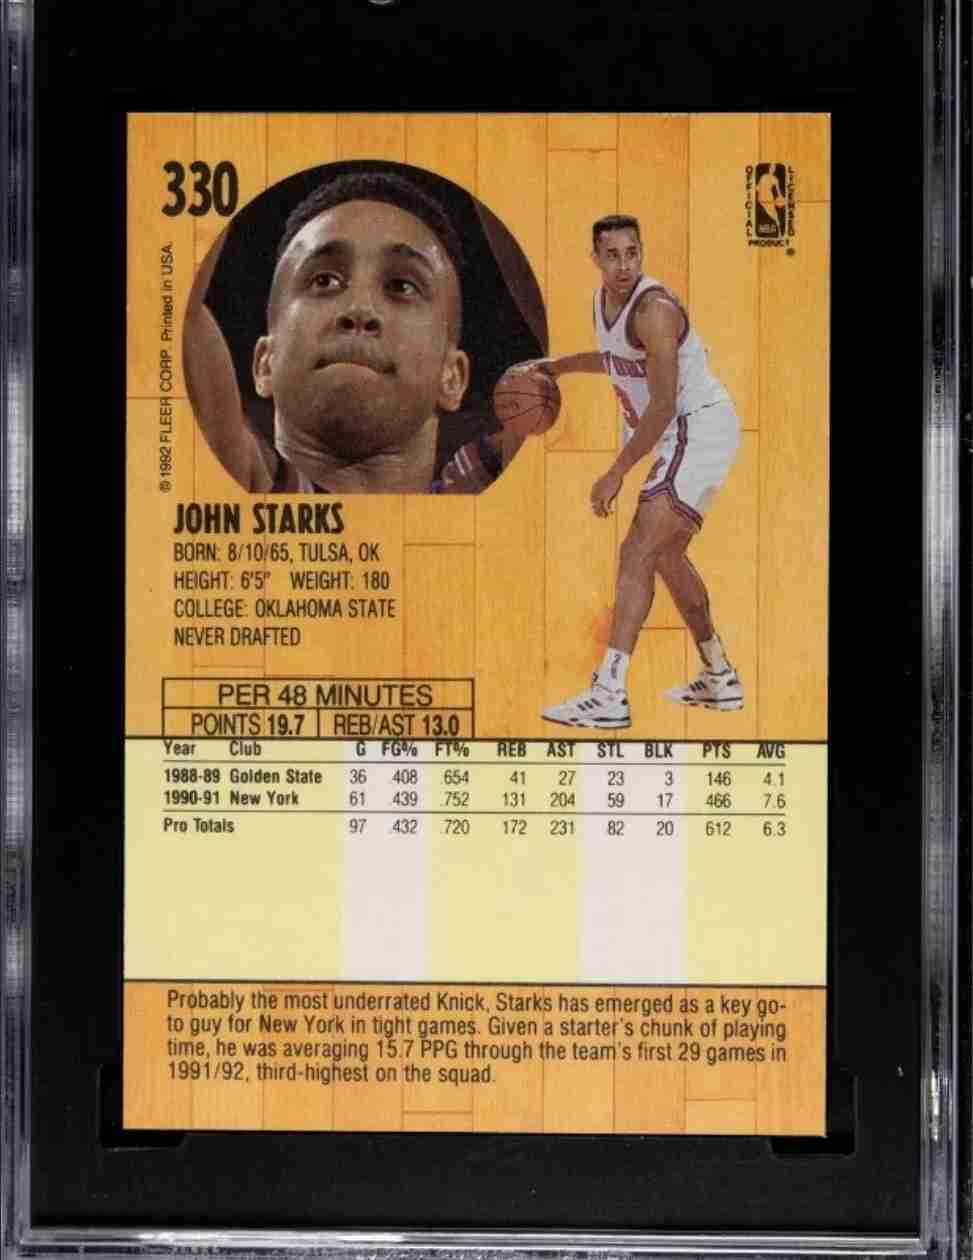 330
OFFICIAL LICENSED
NBA
PRODUCT ®
© 1992 FLEER CORP. Printed in USA.
YORK
3
JOHN STARKS
BORN: 8/10/65, TULSA, OK
HEIGHT: 6'5" WEIGHT: 180
COLLEGE: OKLAHOMA STATE
NEVER DRAFTED
PER 48 MINUTES
POINTS 19.7 REB/AST 13.0
Year Club G FG% FT% REB AST STL BLK PTS AVG
1988-89 Golden State 36 .408 .654 41 27 23 3 146 4.1
1990-91 New York 61 .439 .752 131 204 59 17 466 7.6
Pro Totals 97 .432 .720 172 231 82 20 612 6.3
Probably the most underrated Knick, Starks has emerged as a key go-
to guy for New York in tight games. Given a starter's chunk of playing
time, he was averaging 15.7 PPG through the team's first 29 games in
1991/92, third-highest on the squad.